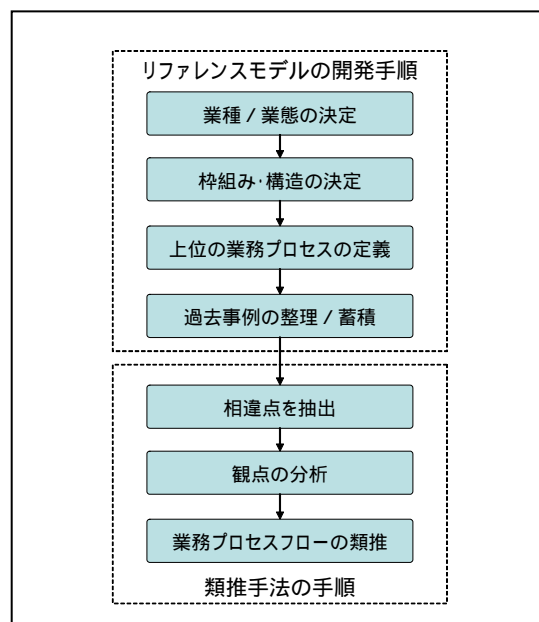 リファレンスモデルの開発手順
業種 / 業態の決定
枠組み・構造の決定
上位の業務プロセスの定義
過去事例の整理 / 蓄積
相違点を抽出
観点の分析
業務プロセスフローの類推
類推手法の手順